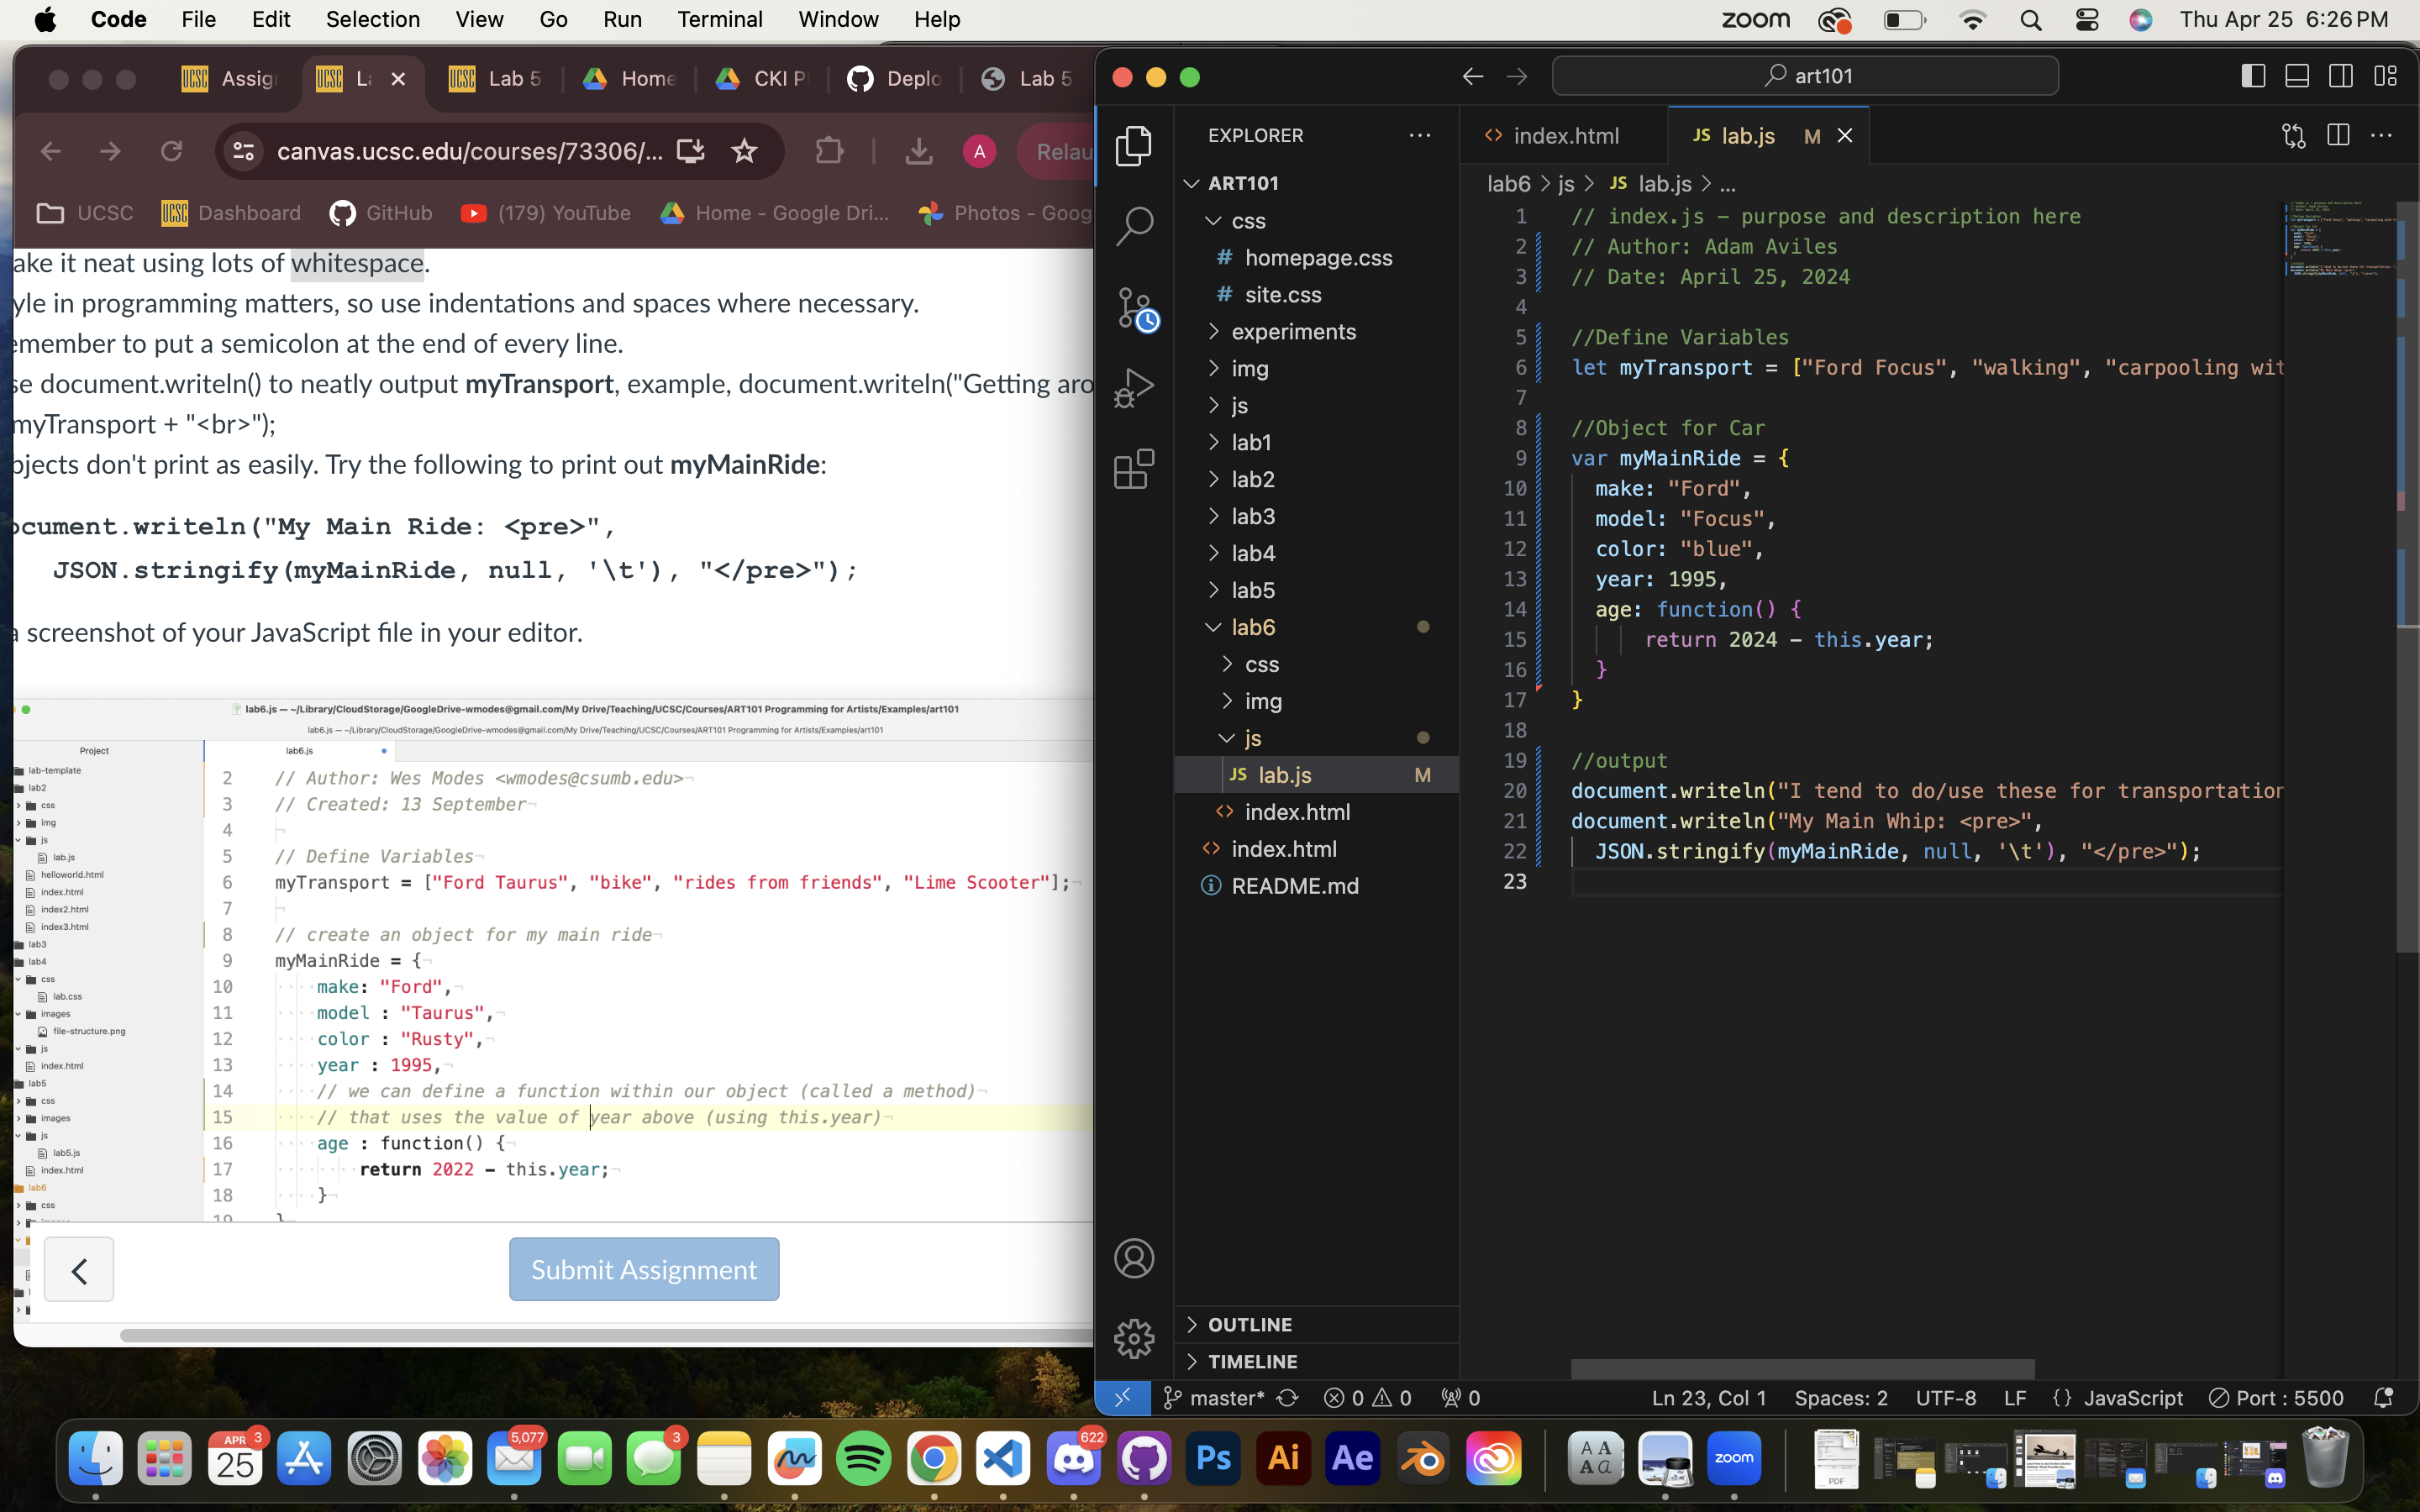 Code File Edit Selection View Go Run Terminal Window Help
zoom Thu Apr 25 6:26 PM
UCSC Assig UCSC La UCSC Lab 5 Home CKI P Deplo Lab 5
canvas.ucsc.edu/courses/73306/... A Relau
UCSC UCSC Dashboard GitHub (179) YouTube Home - Google Dri... Photos - Goog
ake it neat using lots of whitespace.
yle in programming matters, so use indentations and spaces where necessary.
emember to put a semicolon at the end of every line.
se document.writeln() to neatly output myTransport, example, document.writeln("Getting aro
myTransport + "<br>");
bjects don't print as easily. Try the following to print out myMainRide:
ocument.writeln("My Main Ride: <pre>",
JSON.stringify(myMainRide, null, '\t'), "</pre>");
a screenshot of your JavaScript file in your editor.
lab6.js — ~/Library/CloudStorage/GoogleDrive-wmodes@gmail.com/My Drive/Teaching/UCSC/Courses/ART101 Programming for Artists/Examples/art101
lab6.js — ~/Library/CloudStorage/GoogleDrive-wmodes@gmail.com/My Drive/Teaching/UCSC/Courses/ART101 Programming for Artists/Examples/art101
Project
lab6.js
lab-template
lab2
css
img
js
lab.js
helloworld.html
index.html
index2.html
index3.html
lab3
lab4
css
lab.css
images
file-structure.png
js
index.html
lab5
css
images
js
lab5.js
index.html
lab6
css
2 // Author: Wes Modes <wmodes@csumb.edu>¬
3 // Created: 13 September¬
4 ¬
5 // Define Variables¬
6 myTransport = ["Ford Taurus", "bike", "rides from friends", "Lime Scooter"];¬
7 ¬
8 // create an object for my main ride¬
9 myMainRide = {¬
10 make: "Ford",¬
11 model : "Taurus",¬
12 color : "Rusty",¬
13 year : 1995,¬
14 // we can define a function within our object (called a method)¬
15 // that uses the value of year above (using this.year)¬
16 age : function() {¬
17 return 2022 - this.year;¬
18 }¬
19 }
Submit Assignment
art101
EXPLORER ...
ART101
css
# homepage.css
# site.css
experiments
img
js
lab1
lab2
lab3
lab4
lab5
lab6
css
img
js
JS lab.js M
<> index.html
<> index.html
README.md
OUTLINE
TIMELINE
<> index.html JS lab.js M
lab6 > js > JS lab.js > ...
1 // index.js - purpose and description here
2 // Author: Adam Aviles
3 // Date: April 25, 2024
4
5 //Define Variables
6 let myTransport = ["Ford Focus", "walking", "carpooling wit
7
8 //Object for Car
9 var myMainRide = {
10 make: "Ford",
11 model: "Focus",
12 color: "blue",
13 year: 1995,
14 age: function() {
15 return 2024 - this.year;
16 }
17 }
18
19 //output
20 document.writeln("I tend to do/use these for transportation
21 document.writeln("My Main Whip: <pre>",
22 JSON.stringify(myMainRide, null, '\t'), "</pre>");
23
master* 0 0 0 Ln 23, Col 1 Spaces: 2 UTF-8 LF {} JavaScript Port : 5500
APR 25 3 5,077 3 622 Ps Ai Ae zoom PDF